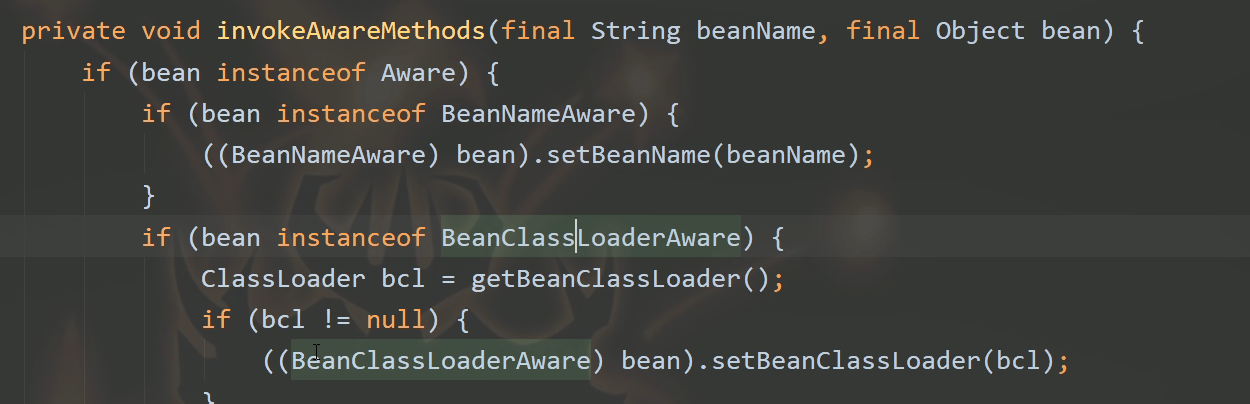 private void invokeAwareMethods(final String beanName, final Object bean) {
if (bean instanceof Aware) {
if (bean instanceof BeanNameAware) {
((BeanNameAware) bean).setBeanName(beanName);
}
if (bean instanceof BeanClassLoaderAware) {
ClassLoader bcl = getBeanClassLoader();
if (bcl != null) {
((BeanClassLoaderAware) bean).setBeanClassLoader(bcl);
}